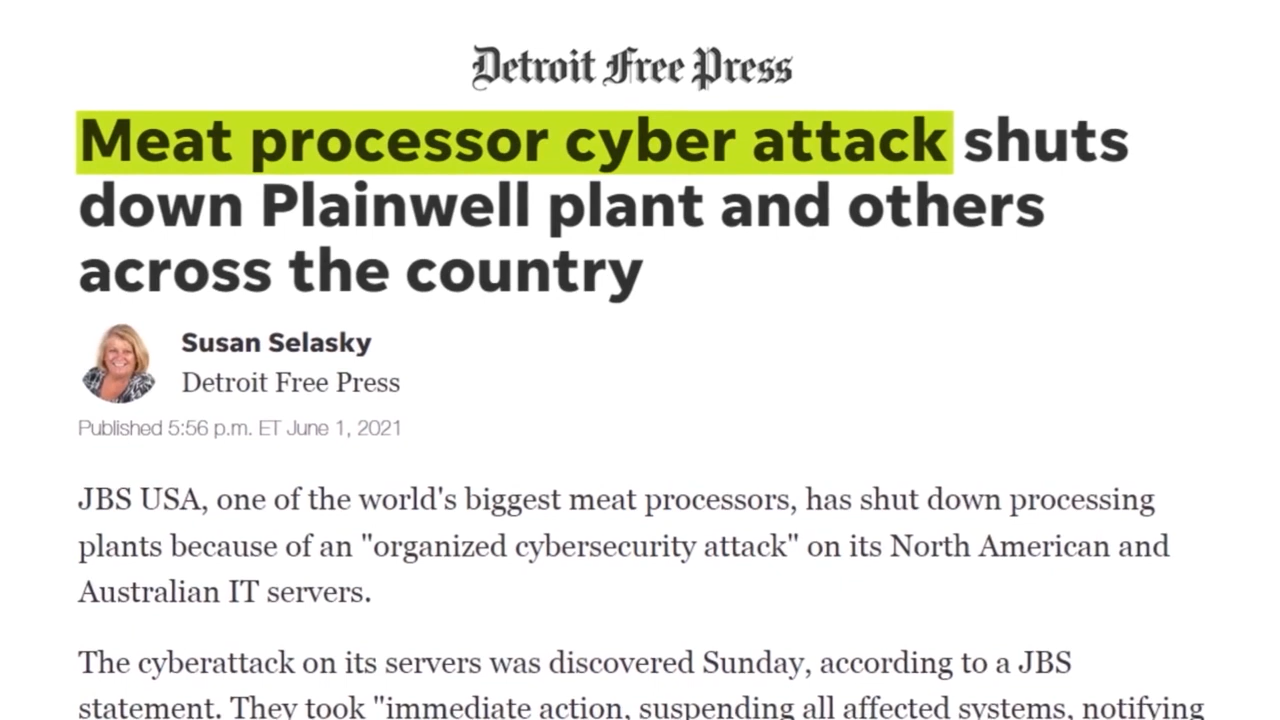 Detroit Free Press
Meat processor cyber attack shuts
down Plainwell plant and others
across the country
Susan Selasky
Detroit Free Press
Published 5:56 p.m. ET June 1, 2021
JBS USA, one of the world's biggest meat processors, has shut down processing
plants because of an "organized cybersecurity attack" on its North American and
Australian IT servers.
The cyberattack on its servers was discovered Sunday, according to a JBS
statement. They took "immediate action, suspending all affected systems, notifying